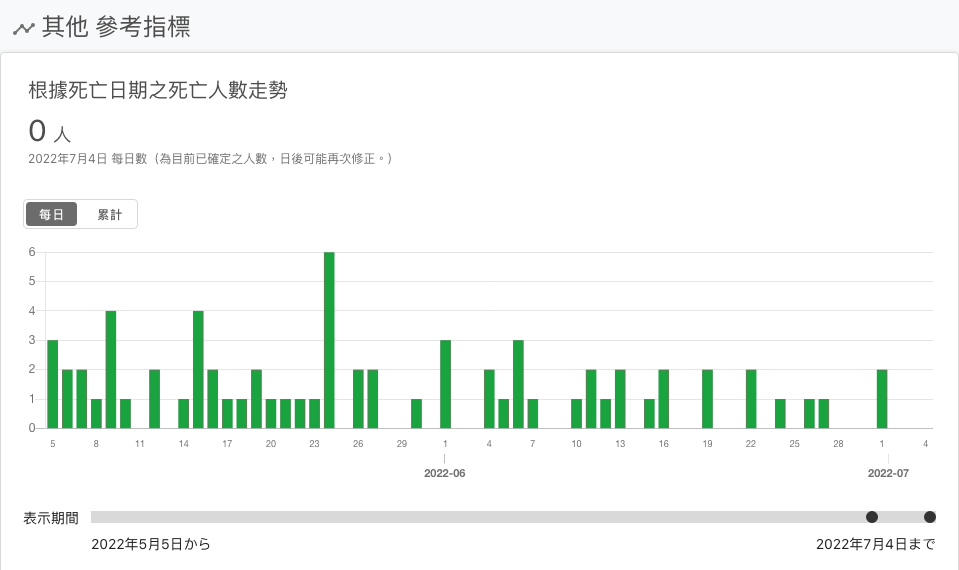 其他 參考指標
根據死亡日期之死亡人數走勢
0 人
2022年7月4日 每日數（為目前已確定之人數，日後可能再次修正。）
每日 累計
6
5
4
3
2
1
0
5 8 11 14 17 20 23 26 29 1 4 7 10 13 16 19 22 25 28 1 4
2022-06 2022-07
表示期間
2022年5月5日から 2022年7月4日まで